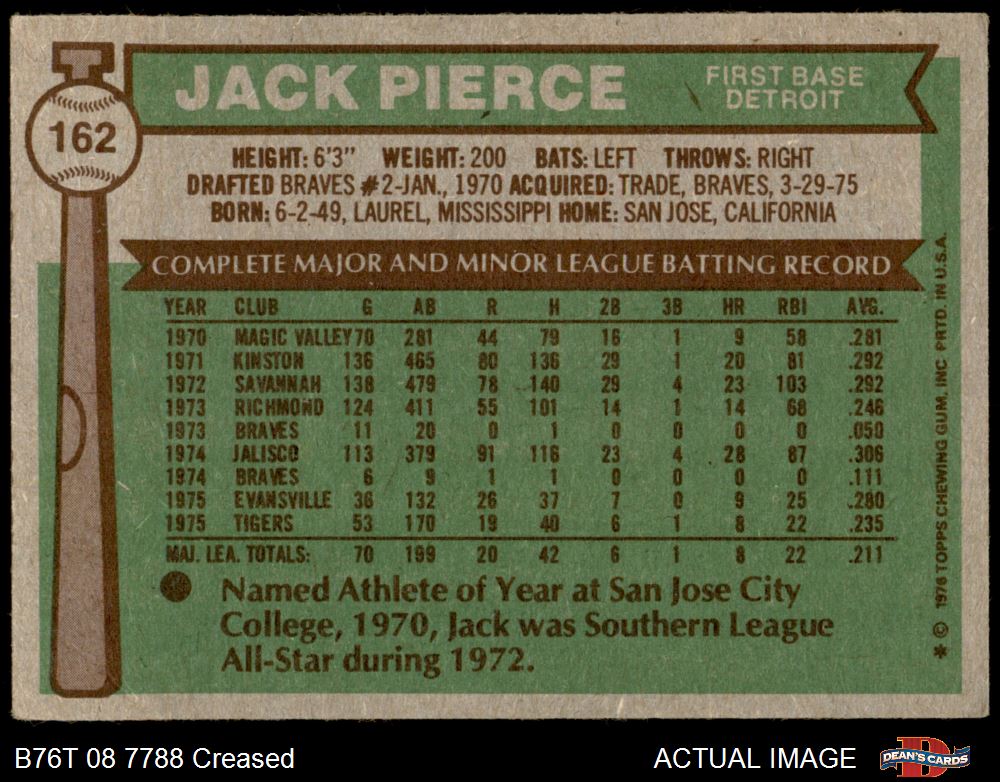 162
JACK PIERCE
FIRST BASE
DETROIT
HEIGHT: 6'3" WEIGHT: 200 BATS: LEFT THROWS: RIGHT
DRAFTED BRAVES #2-JAN., 1970 ACQUIRED: TRADE, BRAVES, 3-29-75
BORN: 6-2-49, LAUREL, MISSISSIPPI HOME: SAN JOSE, CALIFORNIA
COMPLETE MAJOR AND MINOR LEAGUE BATTING RECORD
YEAR CLUB G AB R H 2B 3B HR RBI AVG.
1970 MAGIC VALLEY 70 281 44 79 16 1 9 58 .281
1971 KINSTON 136 465 80 136 29 1 20 81 .292
1972 SAVANNAH 138 479 78 140 29 4 23 103 .292
1973 RICHMOND 124 411 55 101 14 1 14 68 .246
1973 BRAVES 11 20 0 1 0 0 0 0 .050
1974 JALISCO 113 379 91 116 23 4 28 87 .306
1974 BRAVES 6 9 1 1 0 0 0 0 .111
1975 EVANSVILLE 36 132 26 37 7 0 9 25 .280
1975 TIGERS 53 170 19 40 6 1 8 22 .235
MAJ. LEA. TOTALS: 70 199 20 42 6 1 8 22 .211
Named Athlete of Year at San Jose City
College, 1970, Jack was Southern League
All-Star during 1972.
* © 1976 TOPPS CHEWING GUM, INC PRTD. IN U.S.A.
B76T 08 7788 Creased
ACTUAL IMAGE
DEAN'S CARDS